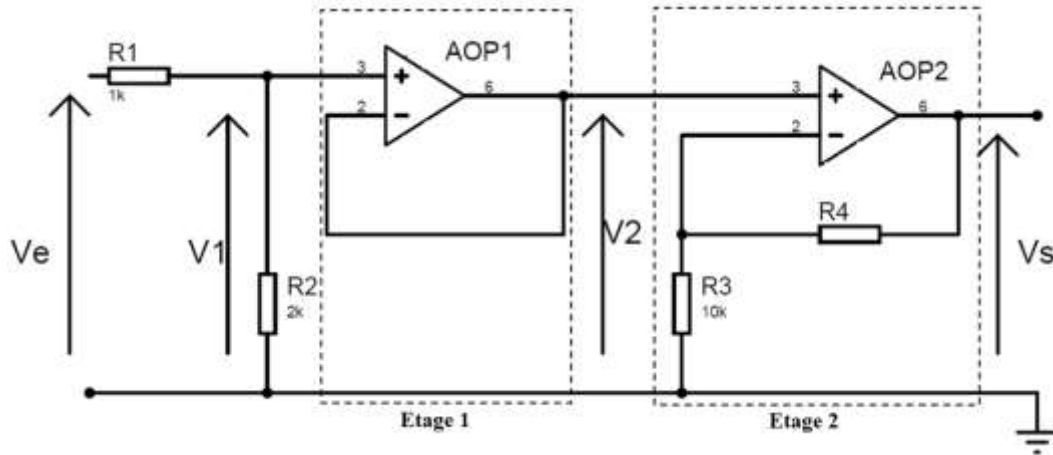 R1
1k
3
+
2
−
6
AOP1
3
+
2
−
6
AOP2
Ve
V1
R2
2k
V2
R3
10k
R4
Vs
Etage 1
Etage 2